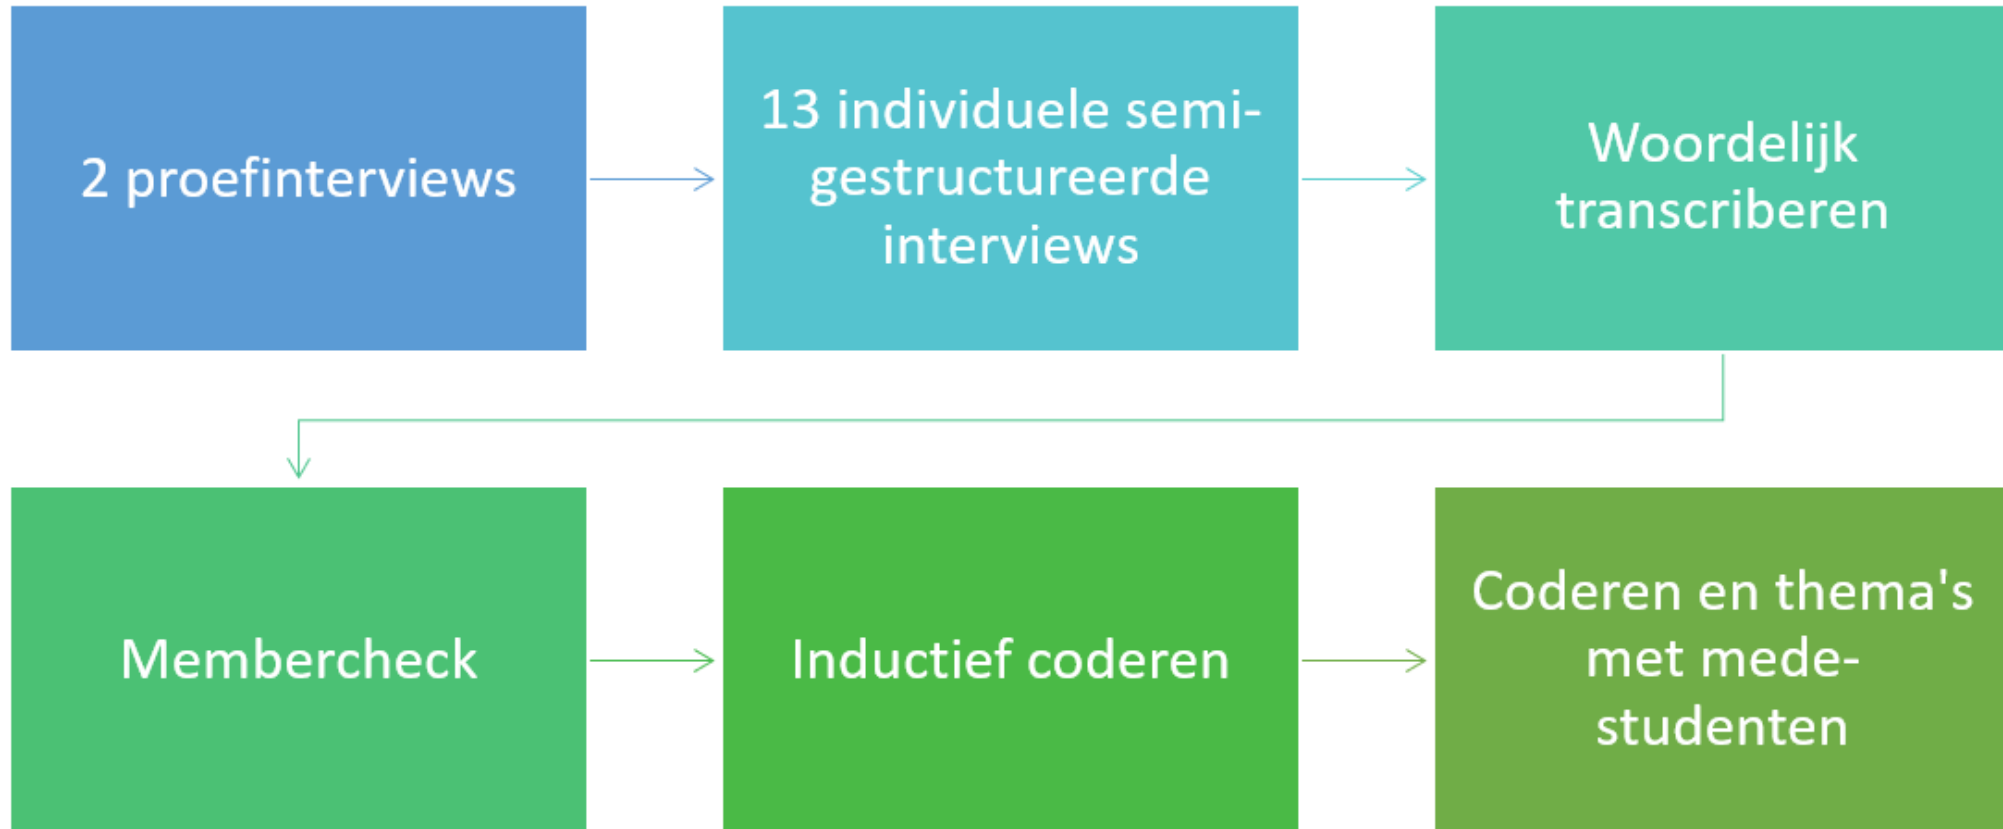 2 proefinterviews
13 individuele semi-
gestructureerde
interviews
Woordelijk
transcriberen
Membercheck
Inductief coderen
Coderen en thema's
met mede-
studenten